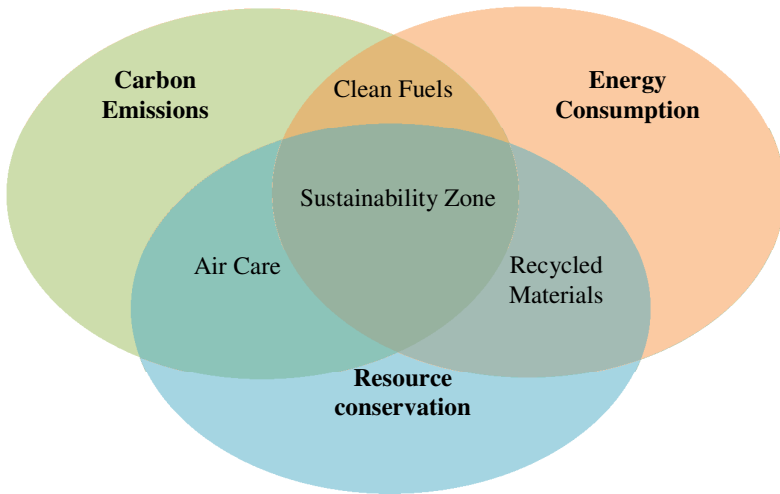 Carbon
Emissions
Clean Fuels
Energy
Consumption
Sustainability Zone
Air Care
Recycled
Materials
Resource
conservation